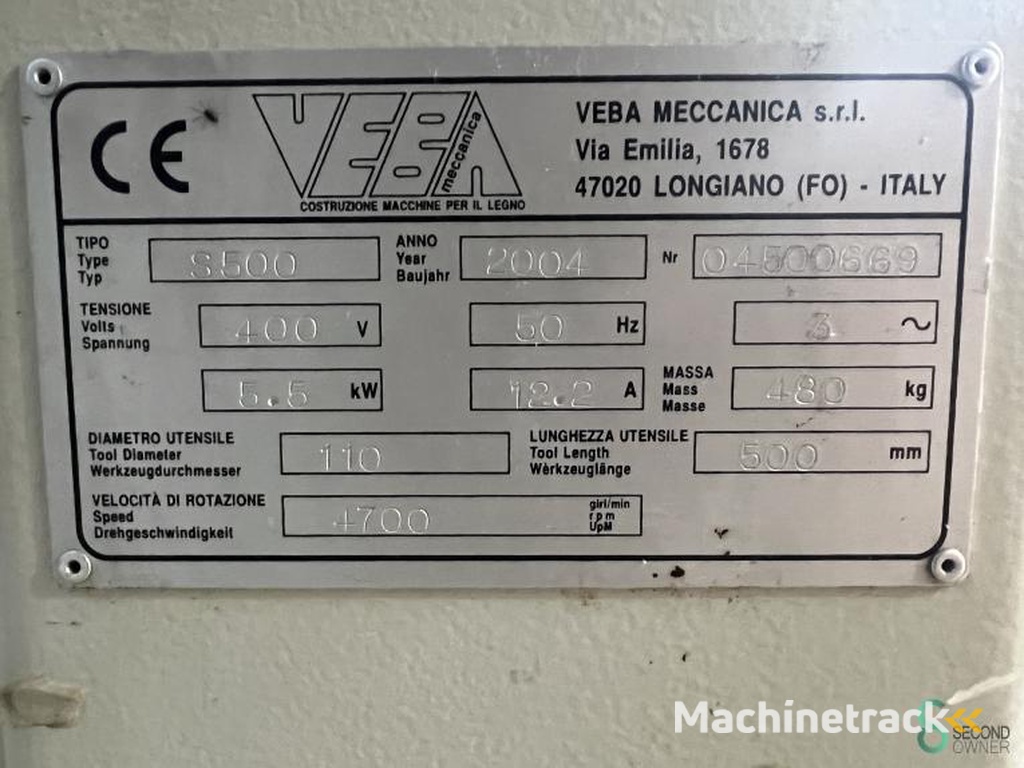 CE
VEBA
meccanica
COSTRUZIONE MACCHINE PER IL LEGNO
VEBA MECCANICA s.r.l.
Via Emilia, 1678
47020 LONGIANO (FO) - ITALY
TIPO
Type
Typ
S500
ANNO
Year
Baujahr
2004
Nr
04500669
TENSIONE
Volts
Spannung
400 V
50 Hz
3 ~
5.5 kW
12.2 A
MASSA
Mass
Masse
480 kg
DIAMETRO UTENSILE
Tool Diameter
Werkzeugdurchmesser
110
LUNGHEZZA UTENSILE
Tool Length
Wèrkzeuglänge
500 mm
VELOCITÀ DI ROTAZIONE
Speed
Drehgeschwindigkeit
4700
giri/min
r p m
UpM
Machinetrack
SECOND
OWNER